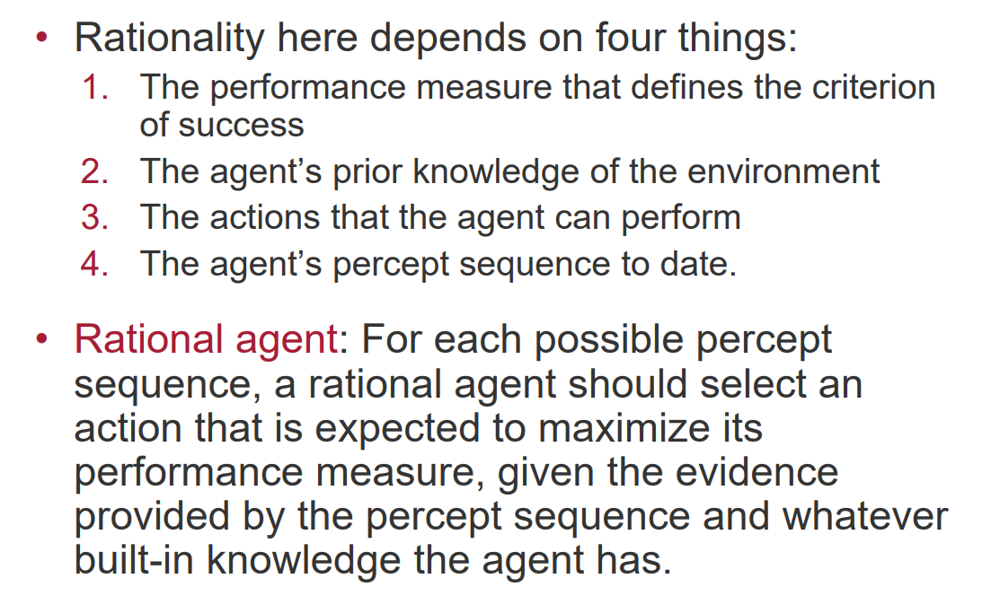 • Rationality here depends on four things:
1. The performance measure that defines the criterion
of success
2. The agent’s prior knowledge of the environment
3. The actions that the agent can perform
4. The agent’s percept sequence to date.
• Rational agent: For each possible percept
sequence, a rational agent should select an
action that is expected to maximize its
performance measure, given the evidence
provided by the percept sequence and whatever
built-in knowledge the agent has.